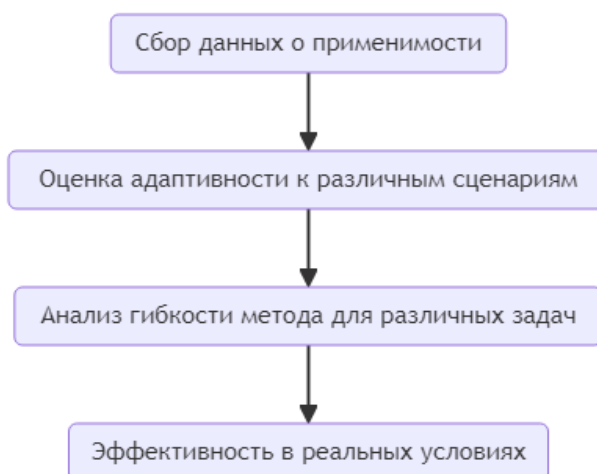 Сбор данных о применимости
Оценка адаптивности к различным сценариям
Анализ гибкости метода для различных задач
Эффективность в реальных условиях